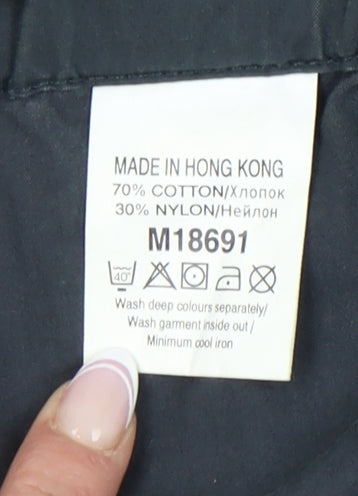 MADE IN HONG KONG
70% COTTON/Хлопок
30% NYLON/Нейлон
M18691
40°
Wash deep colours separately/
Wash garment inside out /
Minimum cool iron